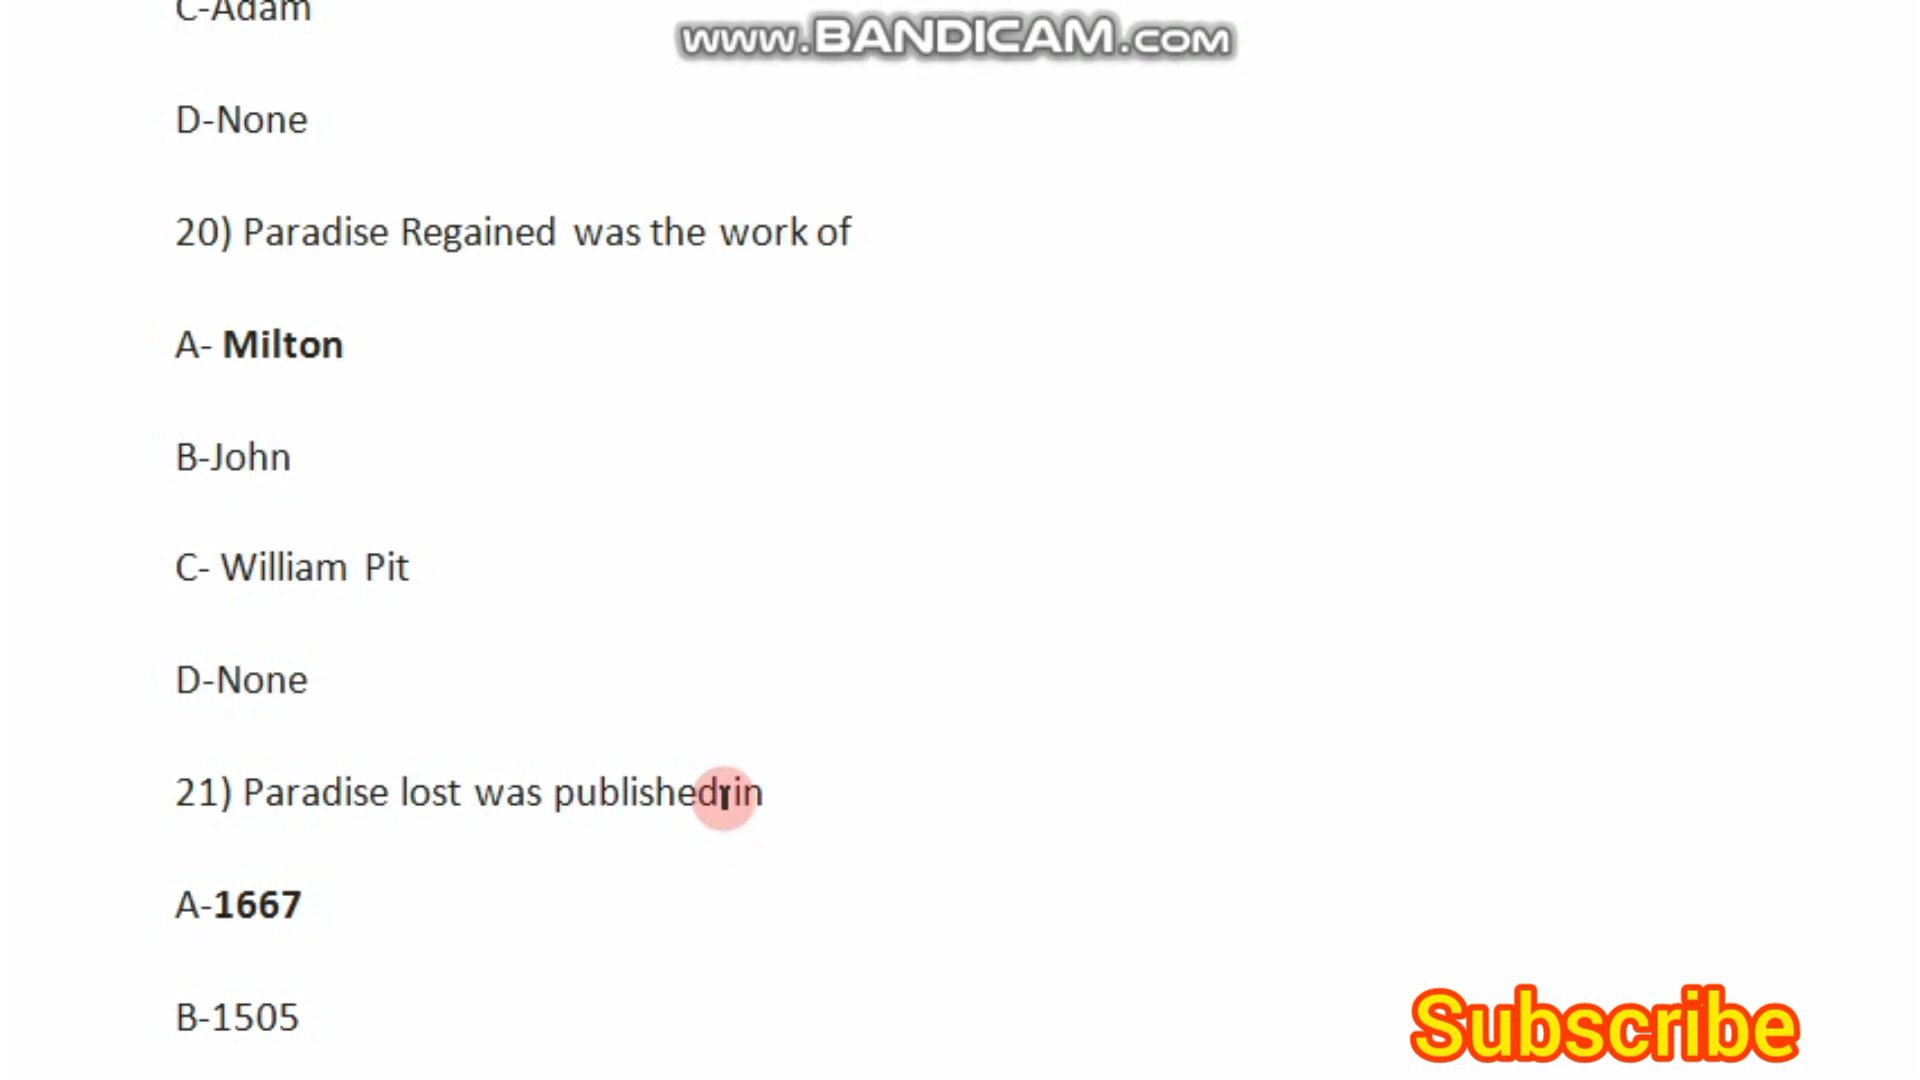 C-Adam
www.BANDICAM.com
D-None
20) Paradise Regained was the work of
A- Milton
B-John
C- William Pit
D-None
21) Paradise lost was published in
A-1667
B-1505
Subscribe